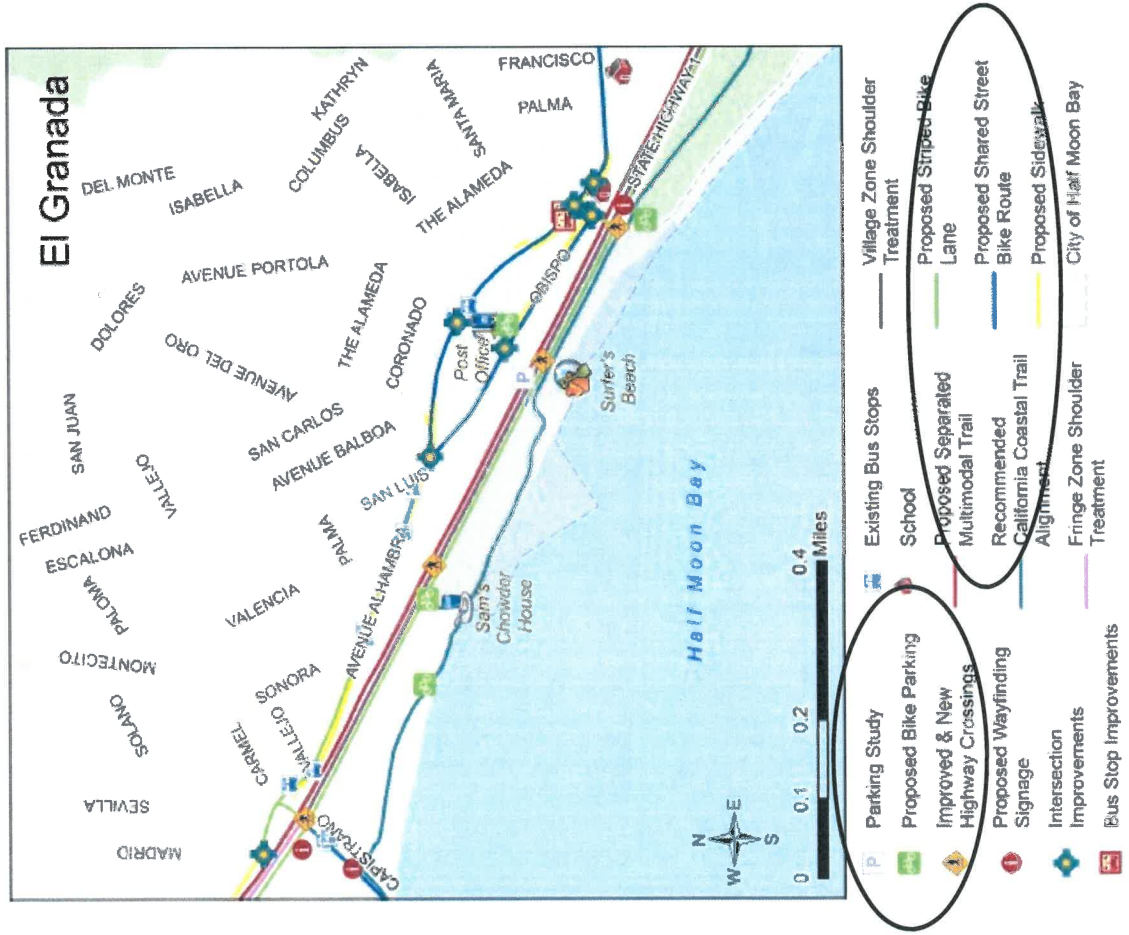 El Granada
DEL MONTE
ISABELLA
COLUMBUS
KATHRYN
ISABELLA
SANTA MARIA
FRANCISCO
PALMA
THE ALAMEDA
AVENUE PORTOLA
DOLORES
AVENUE DEL ORO
THE ALAMEDA
CORONADO
SAN JUAN
SAN CARLOS
AVENUE BALBOA
VALLEJO
FERDINAND
ESCALONA
PALOMA
PALMA
SAN LUIS
VALENCIA
MONTECITO
SOLANO
SONORA
CARMEL
VALLEJO
SEVILLA
MADRID
AVENUE ALHAMBRA
OBISPO
STATE HIGHWAY 1
CAPISTRANO
Post
Office
Surfer's
Beach
Sam's
Chowder
House
P
Half Moon Bay
N
W
E
S
0 0.1 0.2 0.4
Miles
P Parking Study
Proposed Bike Parking
Improved & New
Highway Crossings
Proposed Wayfinding
Signage
Intersection
Improvements
Bus Stop Improvements
Existing Bus Stops
School
Proposed Separated
Multimodal Trail
Recommended
California Coastal Trail
Alignment
Fringe Zone Shoulder
Treatment
Village Zone Shoulder
Treatment
Proposed Striped Bike
Lane
Proposed Shared Street
Bike Route
Proposed Sidewalk
City of Half Moon Bay